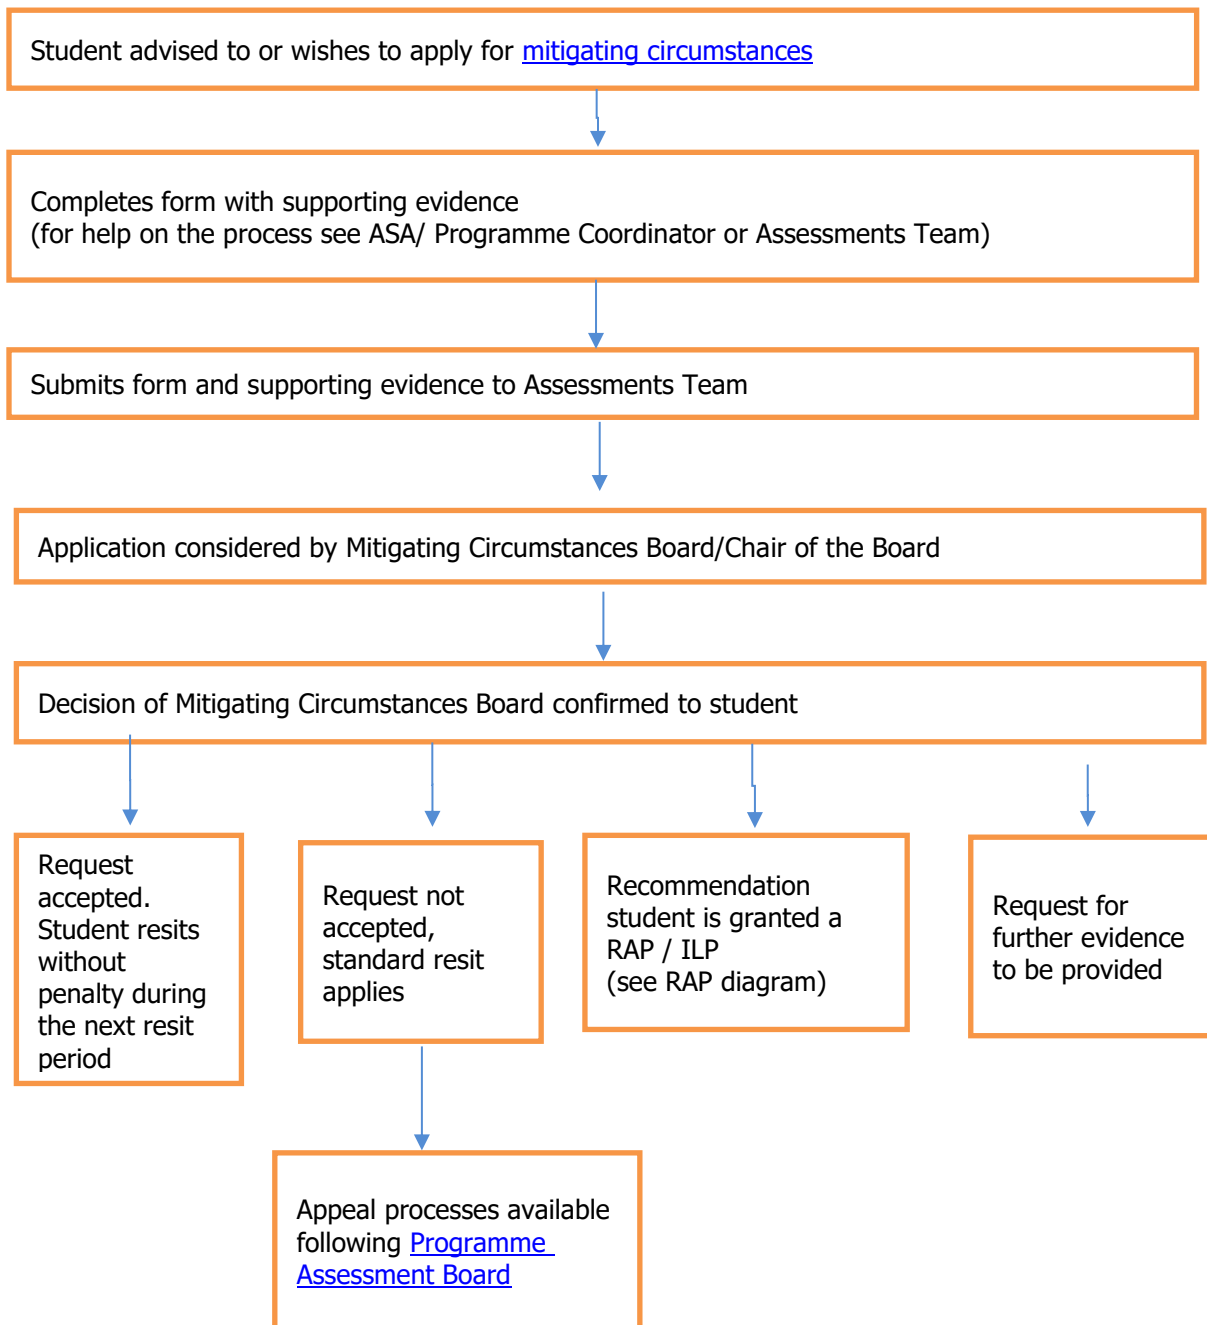 Student advised to or wishes to apply for mitigating circumstances
Completes form with supporting evidence
(for help on the process see ASA/ Programme Coordinator or Assessments Team)
Submits form and supporting evidence to Assessments Team
Application considered by Mitigating Circumstances Board/Chair of the Board
Decision of Mitigating Circumstances Board confirmed to student
Request
accepted.
Student resits
without
penalty during
the next resit
period
Request not
accepted,
standard resit
applies
Recommendation
student is granted a
RAP / ILP
(see RAP diagram)
Request for
further evidence
to be provided
Appeal processes available
following Programme
Assessment Board